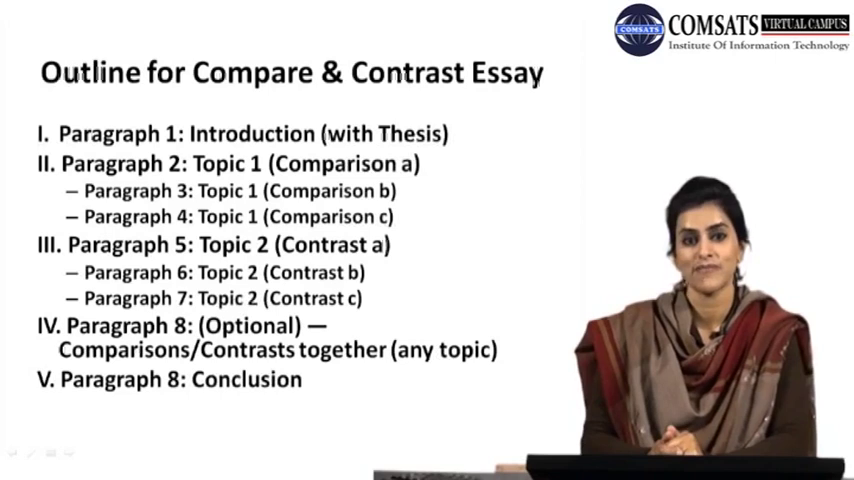 COMSATS VIRTUAL CAMPUS
COMSATS
Institute Of Information Technology
Outline for Compare & Contrast Essay
I. Paragraph 1: Introduction (with Thesis)
II. Paragraph 2: Topic 1 (Comparison a)
– Paragraph 3: Topic 1 (Comparison b)
– Paragraph 4: Topic 1 (Comparison c)
III. Paragraph 5: Topic 2 (Contrast a)
– Paragraph 6: Topic 2 (Contrast b)
– Paragraph 7: Topic 2 (Contrast c)
IV. Paragraph 8: (Optional) —
Comparisons/Contrasts together (any topic)
V. Paragraph 8: Conclusion